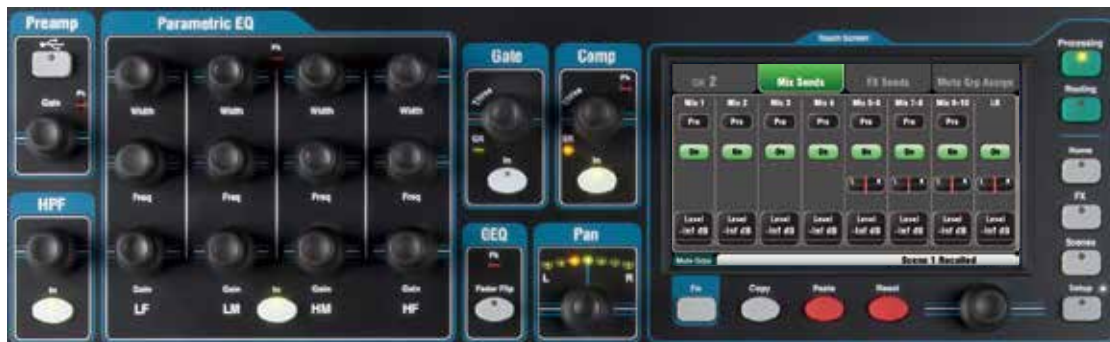 Preamp
Gain
Pk
HPF
In
Parametric EQ
Pk
Width Width Width Width
Freq Freq Freq Freq
Gain Gain In Gain Gain
LF LM HM HF
Gate
Thresh
GR
In
Comp
Thresh
Pk
GR
In
GEQ
Pk
Fader Flip
Pan
L R
Touch Screen
CH 2 Mix Sends FX Sends Mute Grp Assign
Mix 1 Mix 2 Mix 3 Mix 4 Mix 5-6 Mix 7-8 Mix 9-10 LR
Pre Pre Pre Pre Pre Pre Pre
On On On On On On On On
L R L R L R L R
Level Level Level Level Level Level Level Level
-Inf dB -Inf dB -Inf dB -Inf dB -Inf dB -Inf dB -Inf dB -Inf dB
Scene 1 Recalled
Fn Copy Paste Reset
Processing
Routing
Home
FX
Scenes
Setup